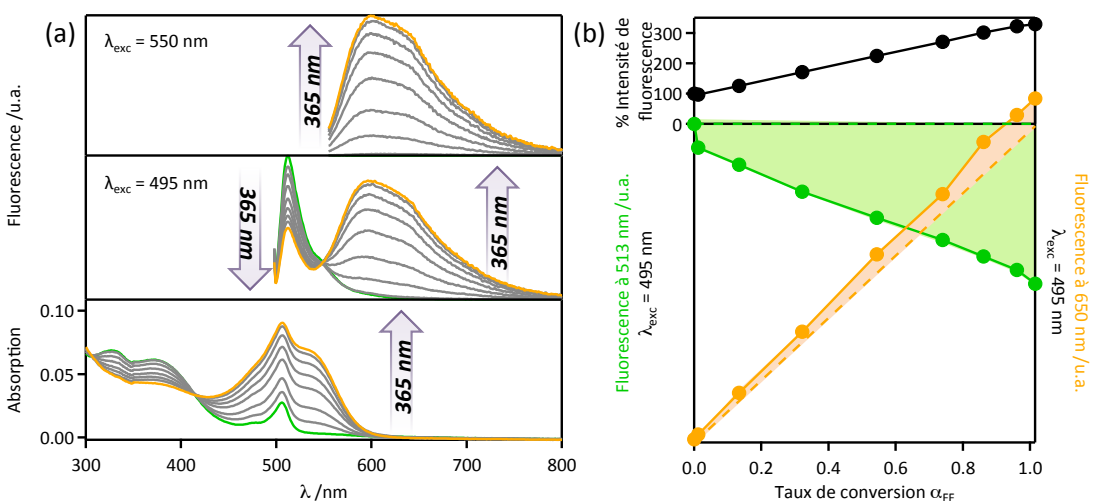 (a)
λexc = 550 nm
365 nm
Fluorescence /u.a.
λexc = 495 nm
365 nm
365 nm
Absorption
0.10
0.05
0.00
365 nm
300 400 500 600 700 800
λ /nm
(b)
% Intensité de
fluorescence
300
200
100
0
Fluorescence à 513 nm /u.a.
λexc = 495 nm
λexc = 495 nm
Fluorescence à 650 nm /u.a.
0.0 0.2 0.4 0.6 0.8 1.0
Taux de conversion αFF